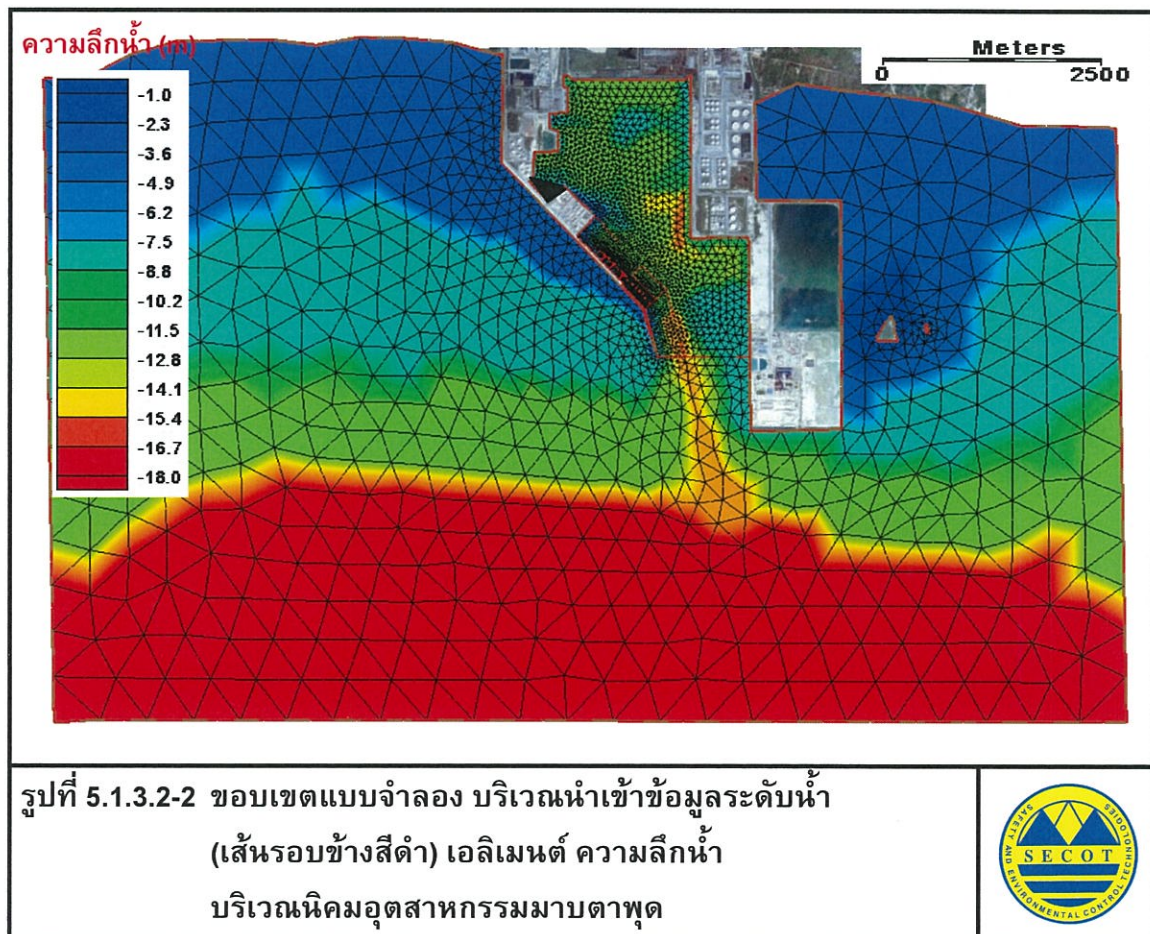 ความลึกน้ำ (m)
-1.0
-2.3
-3.6
-4.9
-6.2
-7.5
-8.8
-10.2
-11.5
-12.8
-14.1
-15.4
-16.7
-18.0
Meters
0 2500
รูปที่ 5.1.3.2-2 ขอบเขตแบบจำลอง บริเวณนำเข้าข้อมูลระดับน้ำ
(เส้นรอบข้างสีดำ) เอลิเมนต์ ความลึกน้ำ
บริเวณนิคมอุตสาหกรรมมาบตาพุด
SECOT
SAFETY AND ENVIRONMENTAL CONTROL TECHNOLOGIES